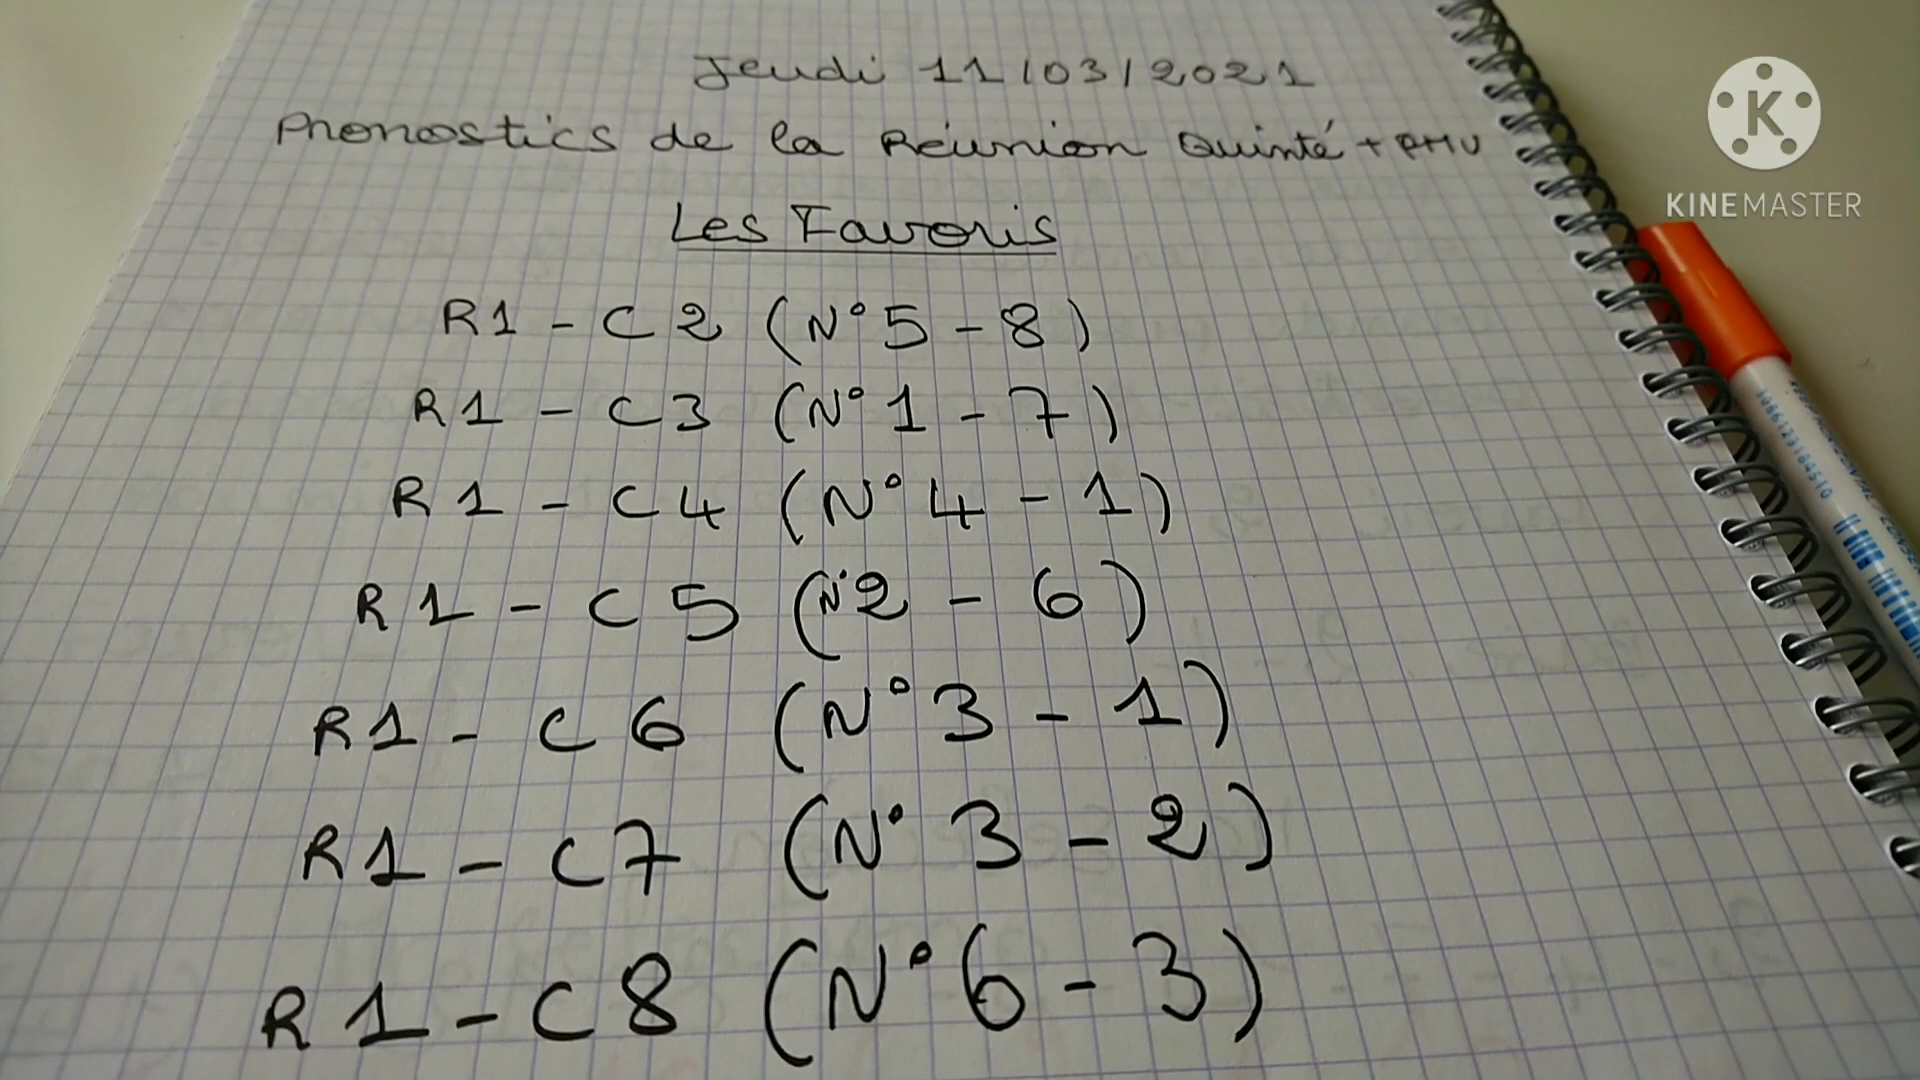 Jeudi 11/03/2021
Pronostics de la Réunion Quinté + PMU
Les Favoris
R1 - C2 (N° 5 - 8)
R1 - C3 (N° 1 - 7)
R1 - C4 (N° 4 - 1)
R1 - C5 (N° 2 - 6)
R1 - C6 (N° 3 - 1)
R1 - C7 (N° 3 - 2)
R1 - C8 (N° 6 - 3)
K
KINEMASTER